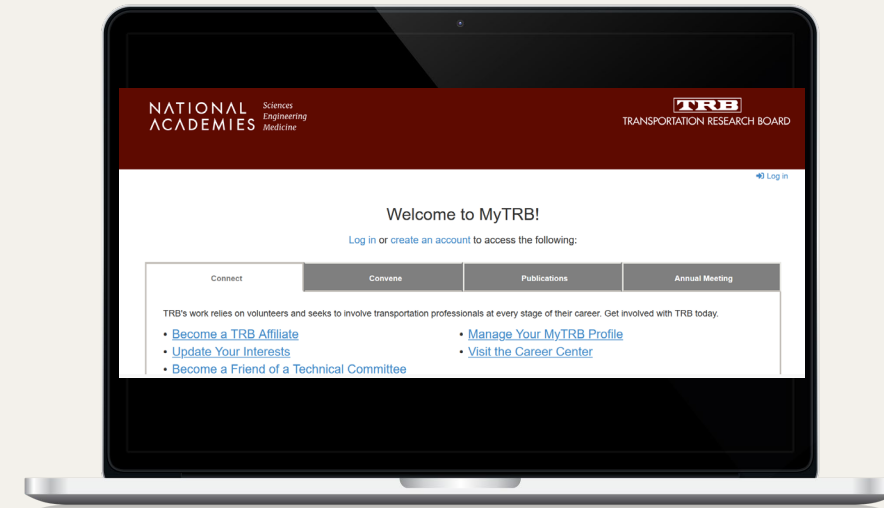 NATIONAL
ACADEMIES
Sciences
Engineering
Medicine
TRB
TRANSPORTATION RESEARCH BOARD
Log in
Welcome to MyTRB!
Log in or create an account to access the following:
Connect
Convene
Publications
Annual Meeting
TRB's work relies on volunteers and seeks to involve transportation professionals at every stage of their career. Get involved with TRB today.
• Become a TRB Affiliate
• Update Your Interests
• Become a Friend of a Technical Committee
• Manage Your MyTRB Profile
• Visit the Career Center